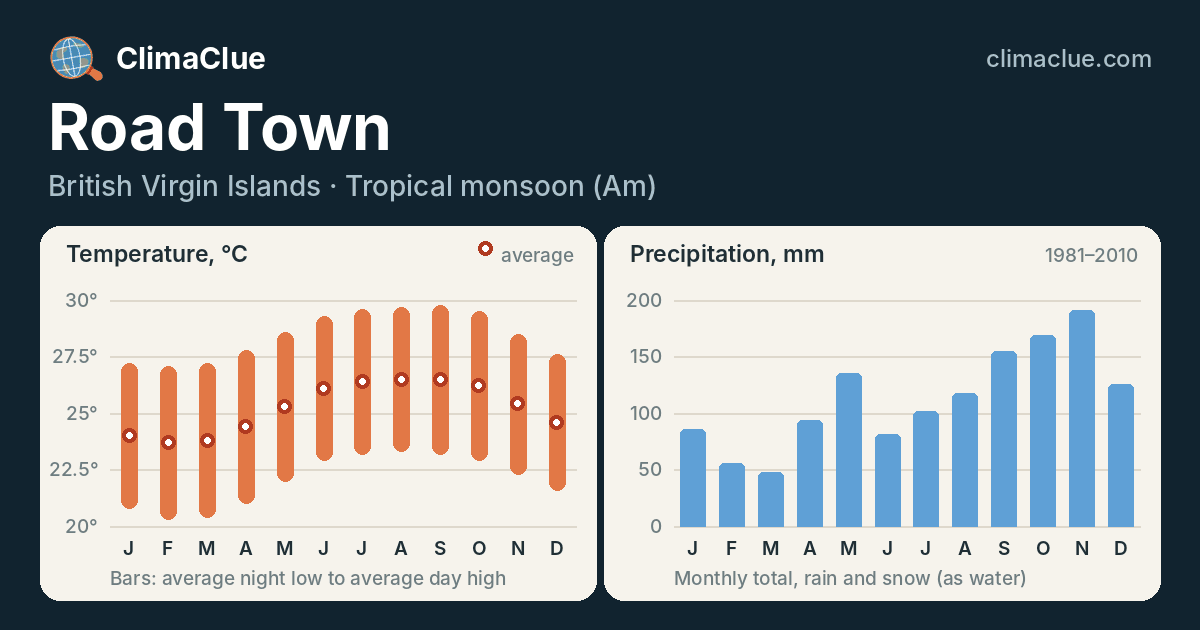 ClimaClue
climaclue.com
Road Town
British Virgin Islands · Tropical monsoon (Am)
Temperature, °C
average
30°
27.5°
25°
22.5°
20°
J F M A M J J A S O N D
Bars: average night low to average day high
Precipitation, mm
1981–2010
200
150
100
50
0
J F M A M J J A S O N D
Monthly total, rain and snow (as water)